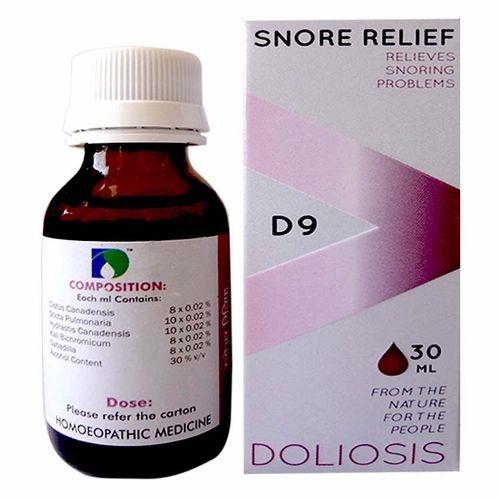 SNORE RELIEF
RELIEVES
SNORING
PROBLEMS
D9
30
ML
FROM THE
NATURE
FOR THE
PEOPLE
DOLIOSIS
TM
COMPOSITION:
Each ml Contains:
Canadensis 8 x 0.02 %
Pulmonaria 10 x 0.02 %
Hydrastis Canadensis 10 x 0.02 %
Kali Bichromicum 8 x 0.02 %
Sabadilla 8 x 0.02 %
Alcohol Content 30 % v/v
Dose:
Please refer the carton
HOMOEOPATHIC MEDICINE